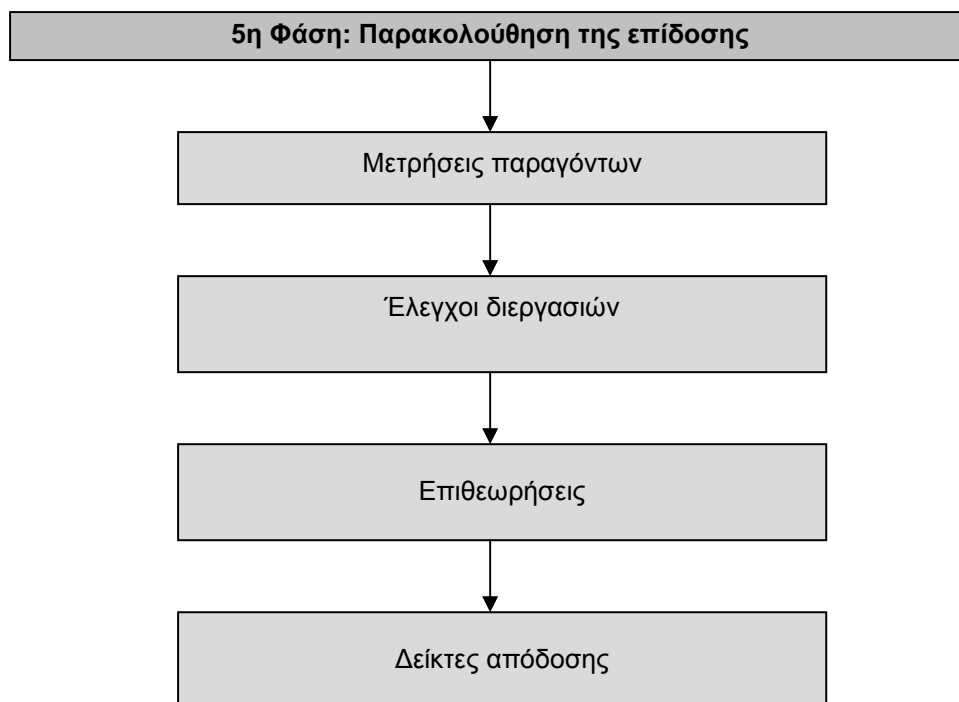 5η Φάση: Παρακολούθηση της επίδοσης
Μετρήσεις παραγόντων
Έλεγχοι διεργασιών
Επιθεωρήσεις
Δείκτες απόδοσης